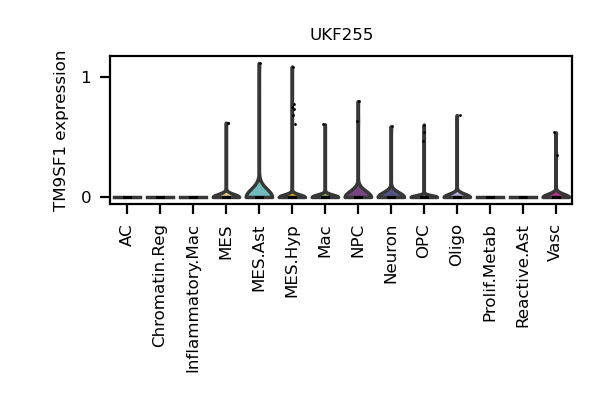 UKF255
TM9SF1 expression
1
0
AC
Chromatin.Reg
Inflammatory.Mac
MES
MES.Ast
MES.Hyp
Mac
NPC
Neuron
OPC
Oligo
Prolif.Metab
Reactive.Ast
Vasc